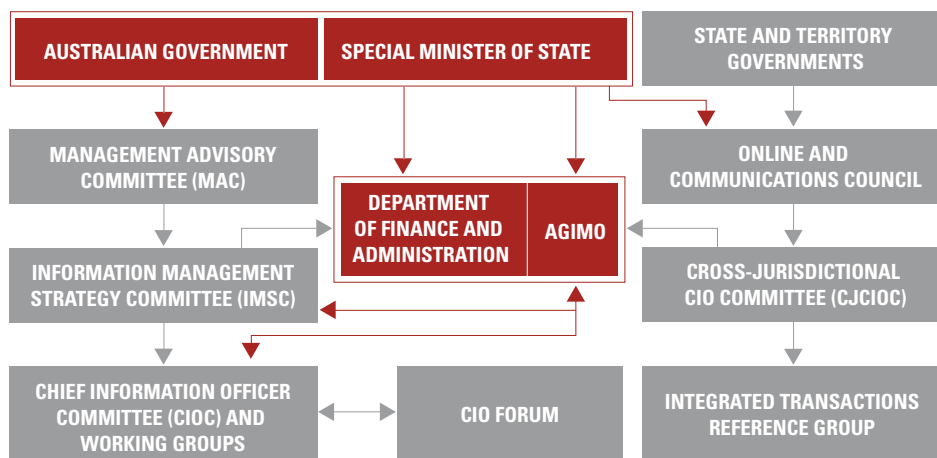 AUSTRALIAN GOVERNMENT
SPECIAL MINISTER OF STATE
STATE AND TERRITORY
GOVERNMENTS
MANAGEMENT ADVISORY
COMMITTEE (MAC)
ONLINE AND
COMMUNICATIONS COUNCIL
DEPARTMENT
OF FINANCE AND
ADMINISTRATION
AGIMO
INFORMATION MANAGEMENT
STRATEGY COMMITTEE (IMSC)
CROSS-JURISDICTIONAL
CIO COMMITTEE (CJCIOC)
CHIEF INFORMATION OFFICER
COMMITTEE (CIOC) AND
WORKING GROUPS
CIO FORUM
INTEGRATED TRANSACTIONS
REFERENCE GROUP